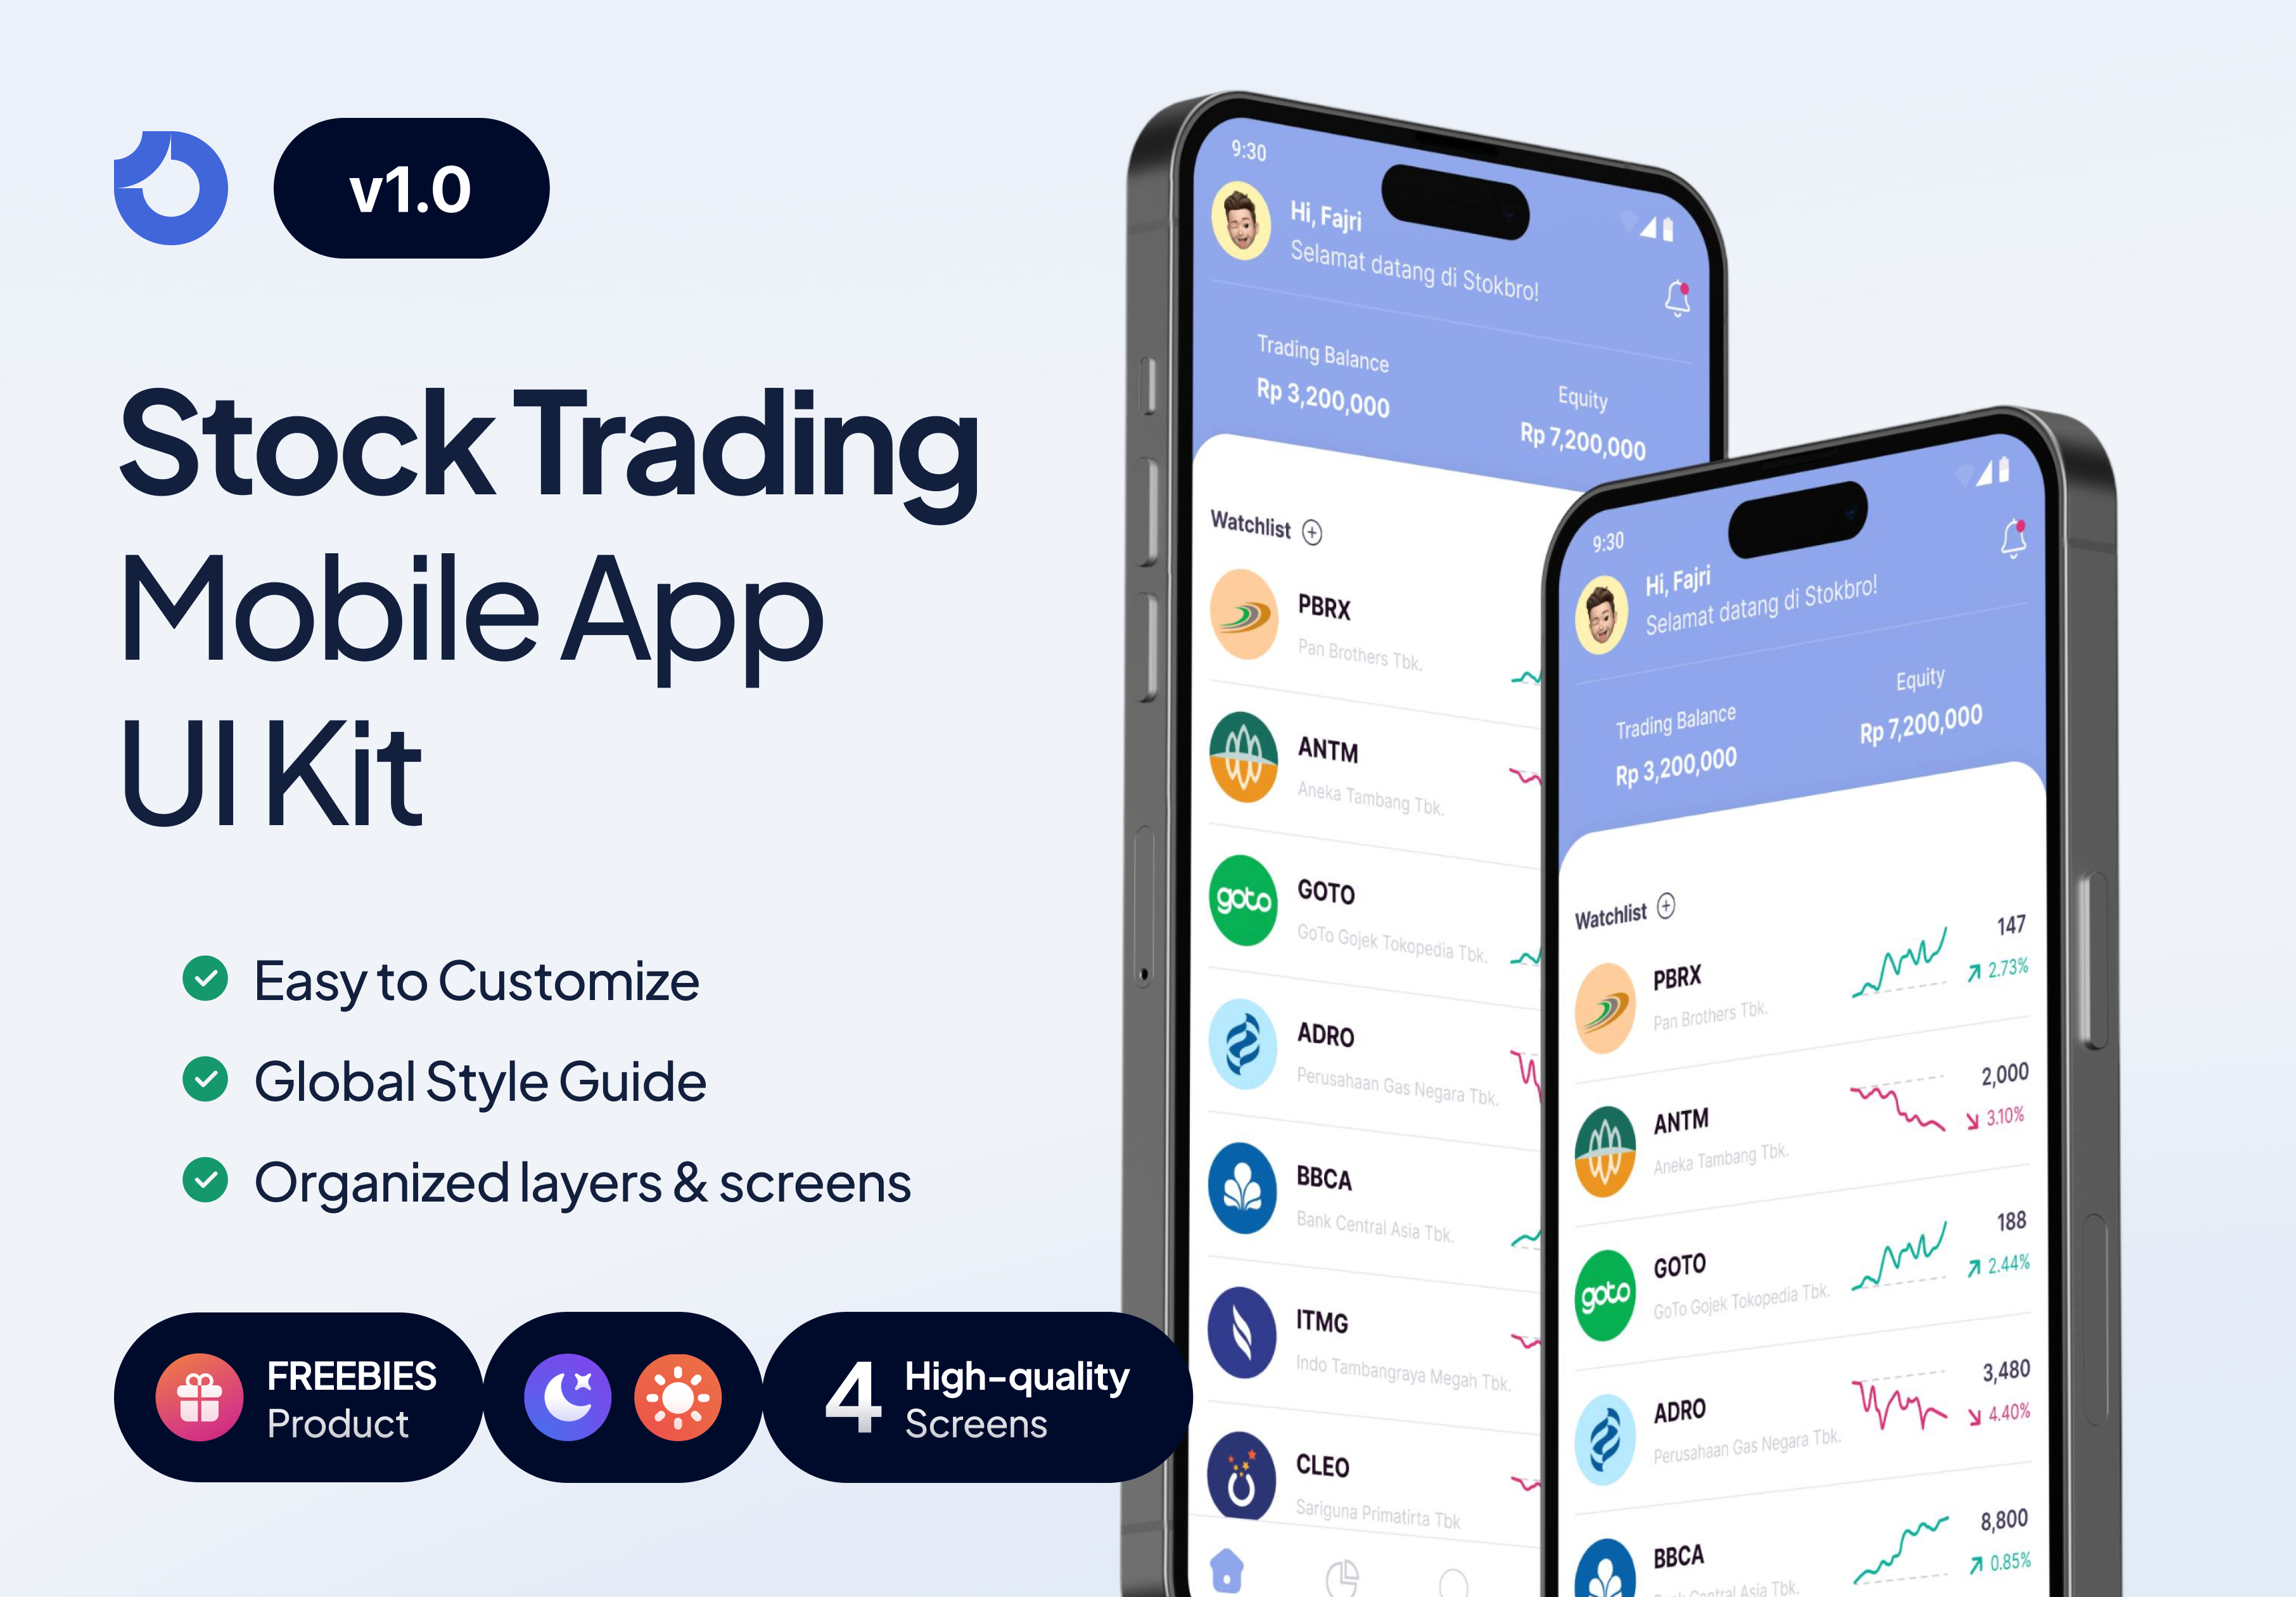 v1.0
Stock Trading
Mobile App
UI Kit
Easy to Customize
Global Style Guide
Organized layers & screens
FREEBIES
Product
4
High-quality
Screens
9:30
Hi, Fajri
Selamat datang di Stokbro!
Trading Balance
Equity
Rp 3,200,000
Rp 7,200,000
Watchlist
PBRX
Pan Brothers Tbk.
ANTM
Aneka Tambang Tbk.
goto
GOTO
GoTo Gojek Tokopedia Tbk.
ADRO
Perusahaan Gas Negara Tbk.
BBCA
Bank Central Asia Tbk.
ITMG
Indo Tambangraya Megah Tbk.
CLEO
Sariguna Primatirta Tbk
9:30
Hi, Fajri
Selamat datang di Stokbro!
Trading Balance
Equity
Rp 3,200,000
Rp 7,200,000
Watchlist
PBRX 147
Pan Brothers Tbk. 2.73%
ANTM 2,000
Aneka Tambang Tbk. 3.10%
goto
GOTO 188
GoTo Gojek Tokopedia Tbk. 2.44%
ADRO 3,480
Perusahaan Gas Negara Tbk. 4.40%
BBCA 8,800
Bank Central Asia Tbk. 0.85%